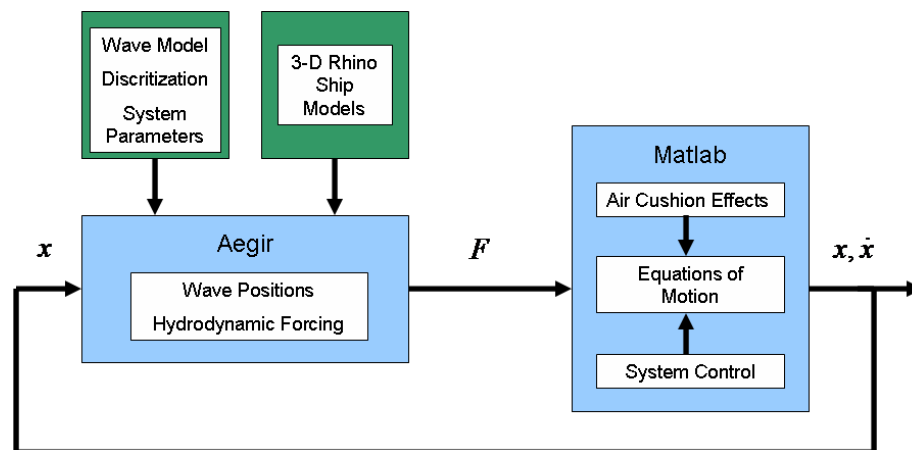 Wave Model
Discritization
System
Parameters
3-D Rhino
Ship
Models
Matlab
Air Cushion Effects
Equations of
Motion
System Control
Aegir
Wave Positions
Hydrodynamic Forcing
x
F
x, ẋ